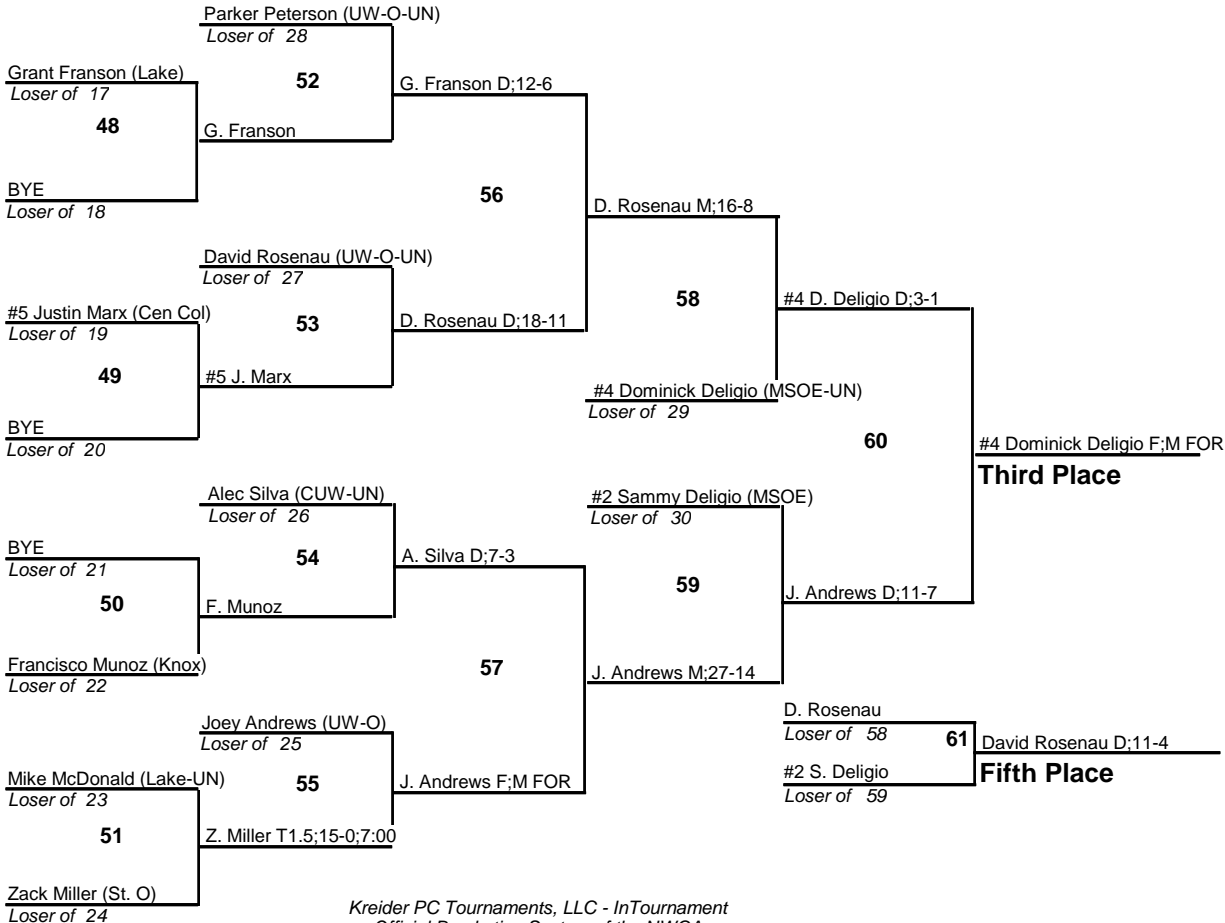 Parker Peterson (UW-O-UN)
Loser of 28
Grant Franson (Lake)
Loser of 17
52
G. Franson D;12-6
48
G. Franson
BYE
Loser of 18
56
D. Rosenau M;16-8
David Rosenau (UW-O-UN)
Loser of 27
#5 Justin Marx (Cen Col)
Loser of 19
53
D. Rosenau D;18-11
58
#4 D. Deligio D;3-1
49
#5 J. Marx
#4 Dominick Deligio (MSOE-UN)
Loser of 29
BYE
Loser of 20
60
#4 Dominick Deligio F;M FOR
Third Place
Alec Silva (CUW-UN)
Loser of 26
#2 Sammy Deligio (MSOE)
Loser of 30
BYE
Loser of 21
54
A. Silva D;7-3
50
F. Munoz
59
J. Andrews D;11-7
Francisco Munoz (Knox)
Loser of 22
57
J. Andrews M;27-14
Joey Andrews (UW-O)
Loser of 25
D. Rosenau
Loser of 58
61
David Rosenau D;11-4
Fifth Place
#2 S. Deligio
Loser of 59
Mike McDonald (Lake-UN)
Loser of 23
55
J. Andrews F;M FOR
51
Z. Miller T1.5;15-0;7:00
Zack Miller (St. O)
Loser of 24
Kreider PC Tournaments, LLC - InTournament